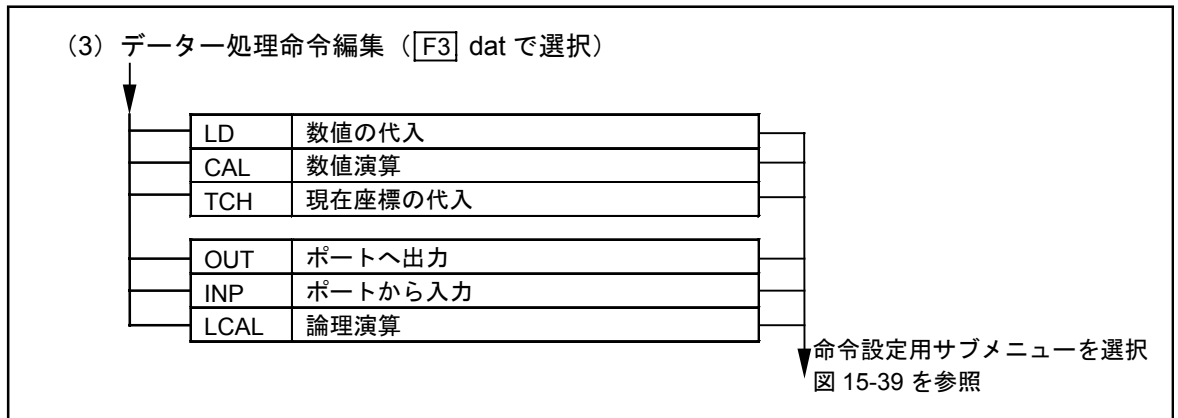 （3）データー処理命令編集（F3 dat で選択）
LD 数値の代入
CAL 数値演算
TCH 現在座標の代入
OUT ポートへ出力
INP ポートから入力
LCAL 論理演算
命令設定用サブメニューを選択
図 15-39 を参照